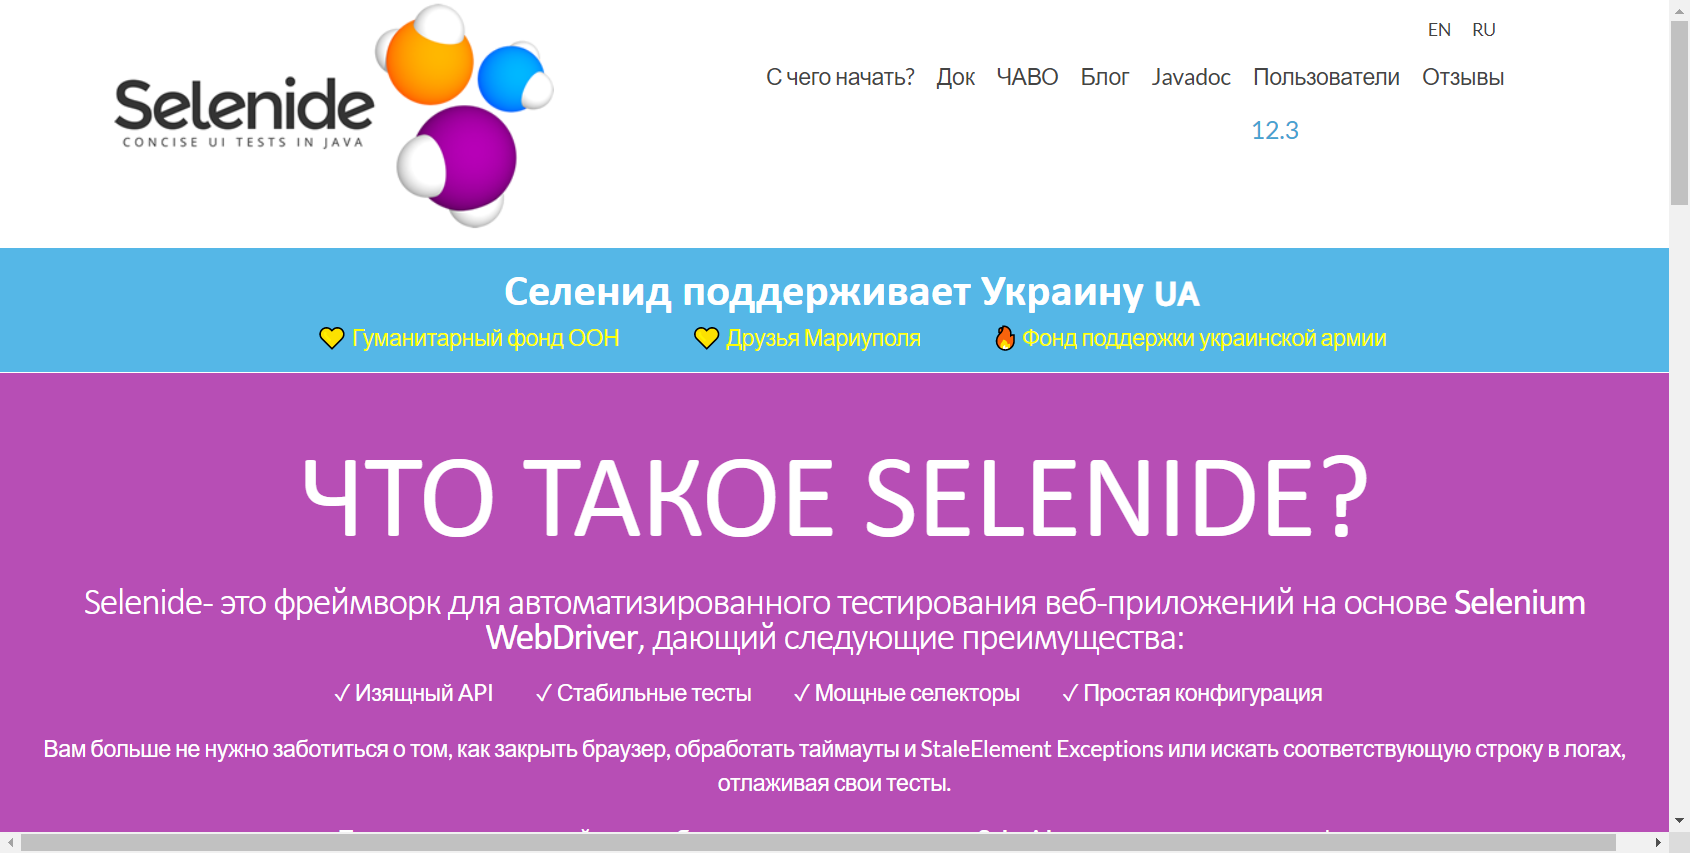 Selenide
CONCISE UI TESTS IN JAVA
EN RU
С чего начать? Док ЧАВО Блог Javadoc Пользователи Отзывы
12.3
Селенид поддерживает Украину UA
Гуманитарный фонд ООН Друзья Мариуполя Фонд поддержки украинской армии
ЧТО ТАКОЕ SELENIDE?
Selenide- это фреймворк для автоматизированного тестирования веб-приложений на основе Selenium
WebDriver, дающий следующие преимущества:
✓ Изящный API ✓ Стабильные тесты ✓ Мощные селекторы ✓ Простая конфигурация
Вам больше не нужно заботиться о том, как закрыть браузер, обработать таймауты и StaleElement Exceptions или искать соответствующую строку в логах,
отлаживая свои тесты.